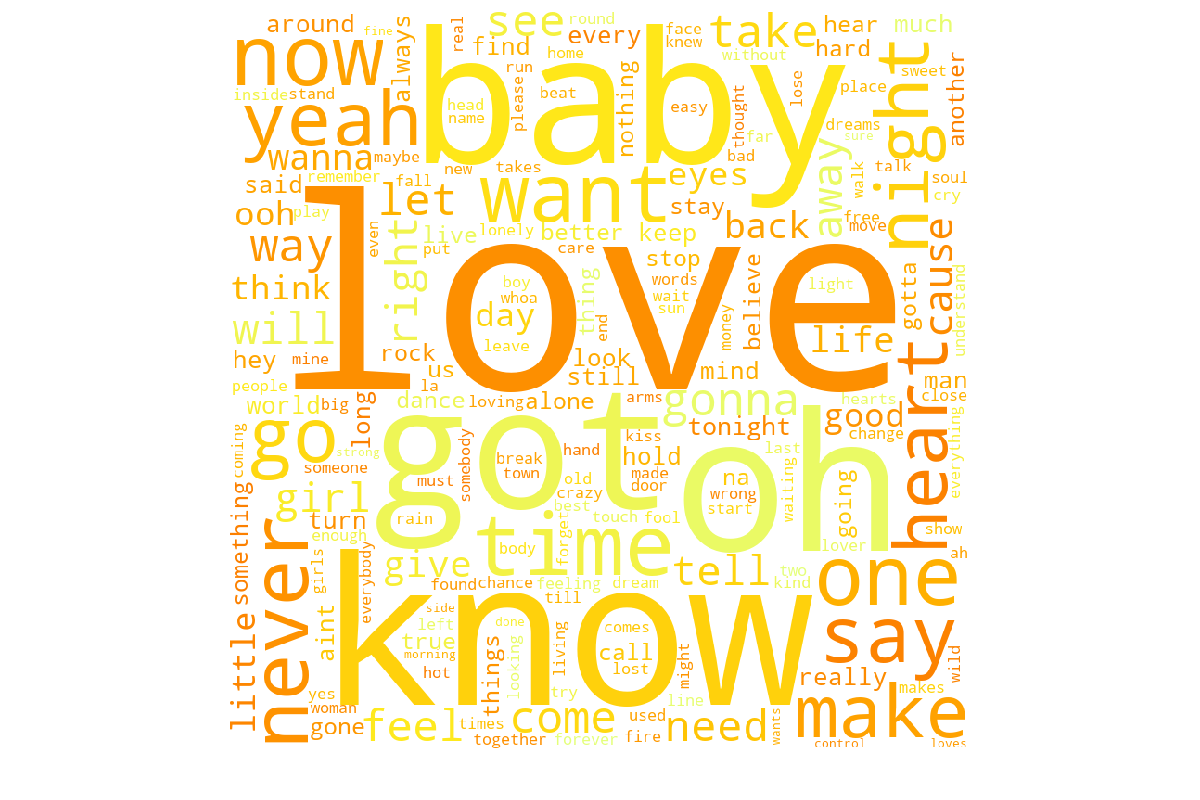 around fine always real see round every face knew take hear much
now find baby home without hard night sweet another
inside stand yeah head name run please beat nothing easy thought lose place
dreams sure
wanna maybe new takes far bad talk
said remember fall want eyes away walk soul
ooh play let stay back free cry
way even live lonely better keep move cause
right put care stop believe gotta
think love boy whoa thing words light understand
will day wait sun money life
hey mine rock us leave end look mind heart man
people la still
world big long dance loving alone arms gonna hearts good close
go got kiss tonight change
coming strong someone somebody hand hold oh last everything
must break town old made door na wrong waiting going
little something girl crazy
never turn rain time best touch fool start show
enough body forget lover ah
girls everybody give tell two one
know found chance feeling dream kind
aint side till say
true left done comes
morning looking living call lost might really wild
hot things try makes
yes woman feel times come used line need wants make
gone together forever fire control loves